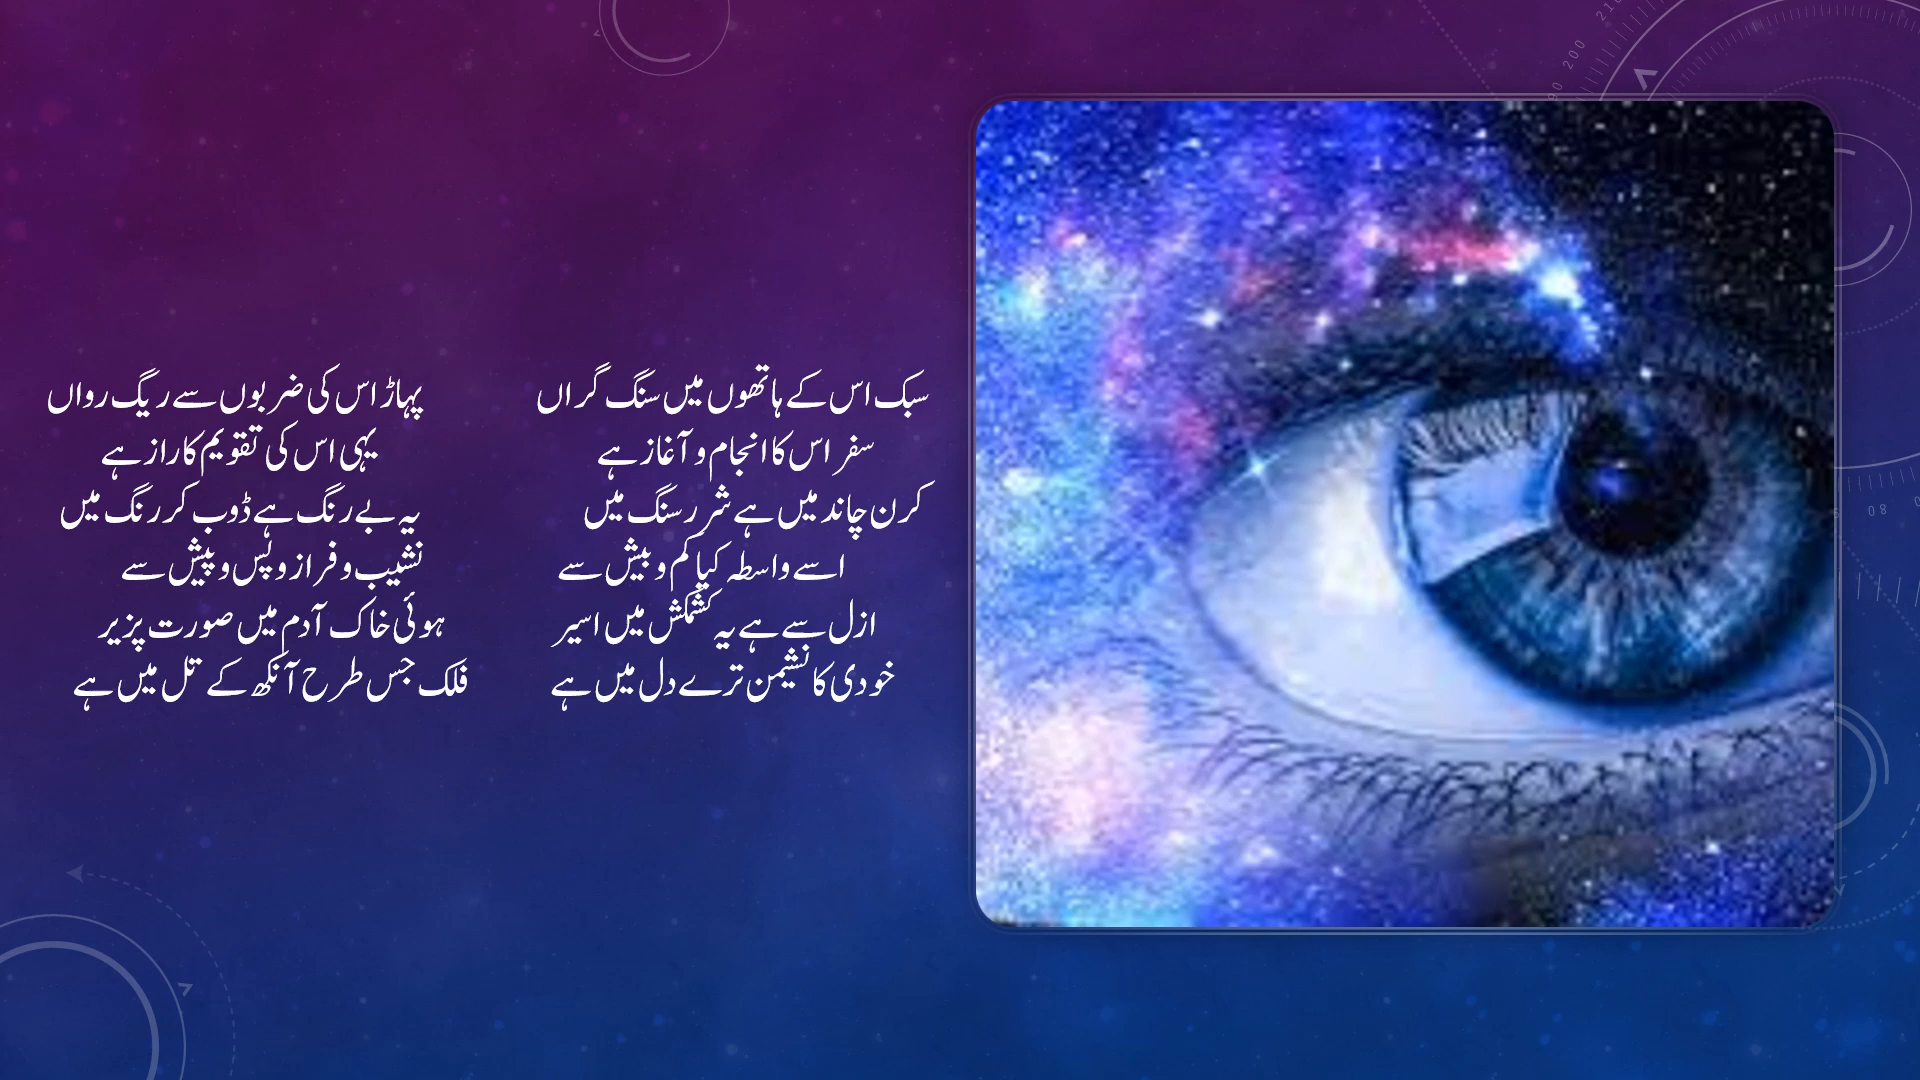 سبک اس کے ہاتھوں میں سنگ گراں پہاڑ اس کی ضربوں سے ریگ رواں
سفر اس کا انجام و آغاز ہے یہی اس کی تقویم کا راز ہے
کرن چاند میں ہے شرر سنگ میں یہ بے رنگ ہے ڈوب کر رنگ میں
اسے واسطہ کیا کم و بیش سے نشیب و فراز و پس و پیش سے
ازل سے ہے یہ کشمکش میں اسیر ہوئی خاک آدم میں صورت پزیر
خودی کا نشیمن ترے دل میں ہے فلک جس طرح آنکھ کے تل میں ہے
210
200
190
80